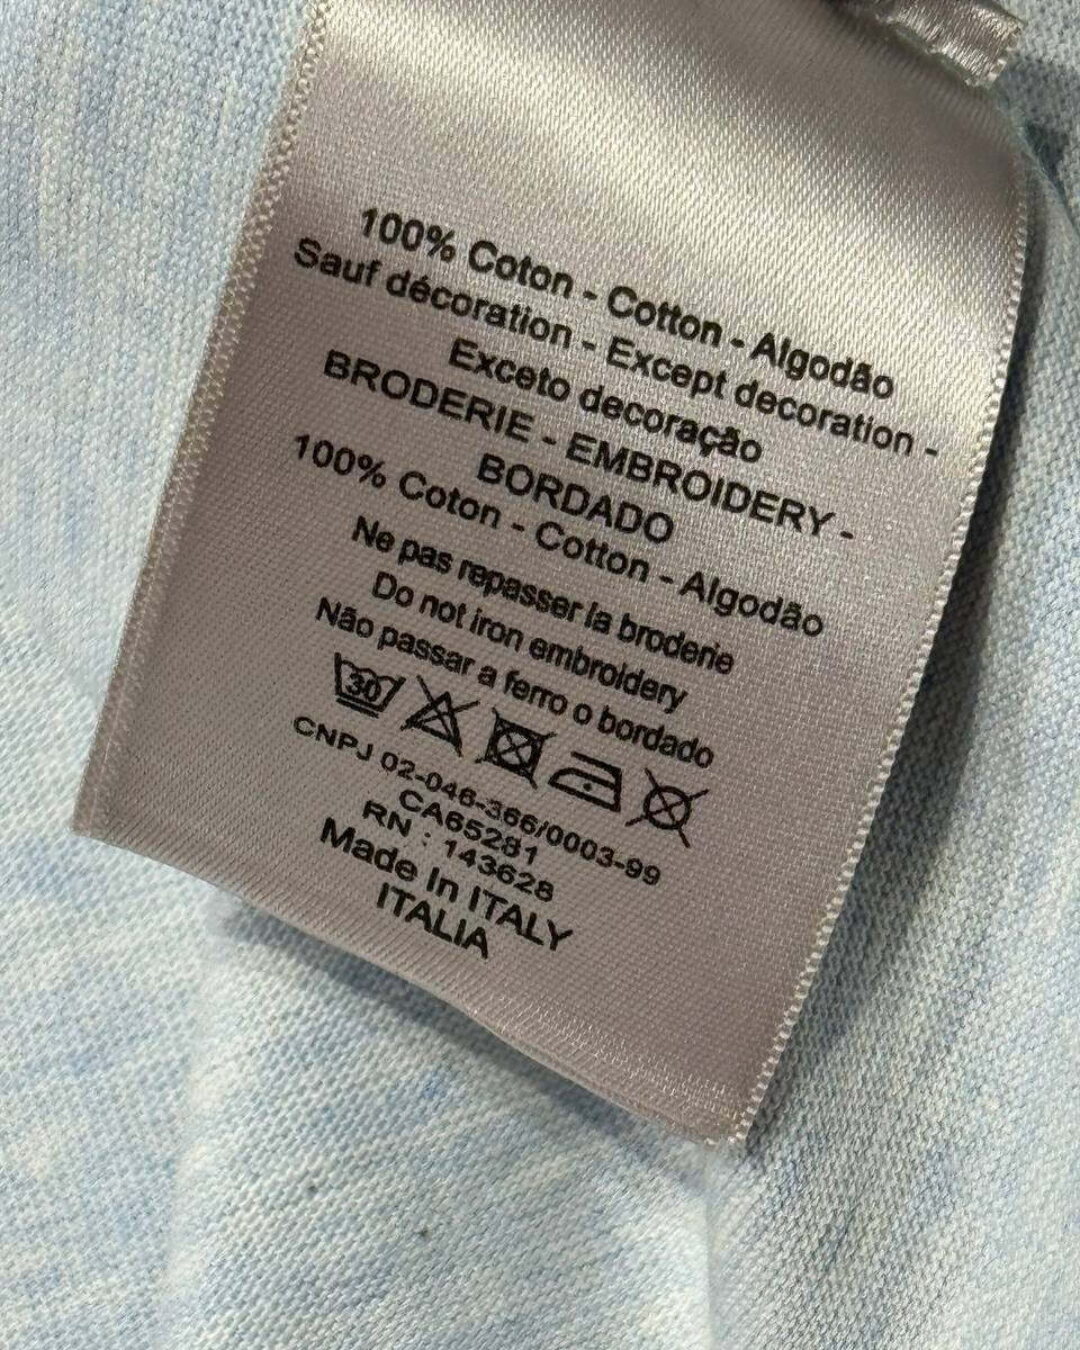 100% Coton - Cotton - Algodão
Sauf décoration - Except decoration -
Exceto decoração
BRODERIE - EMBROIDERY -
BORDADO
100% Coton - Cotton - Algodão
Ne pas repasser la broderie
Do not iron embroidery
Não passar a ferro o bordado
30
CNPJ 02-046-366/0003-99
CA65281
RN : 143628
Made In ITALY
ITALIA